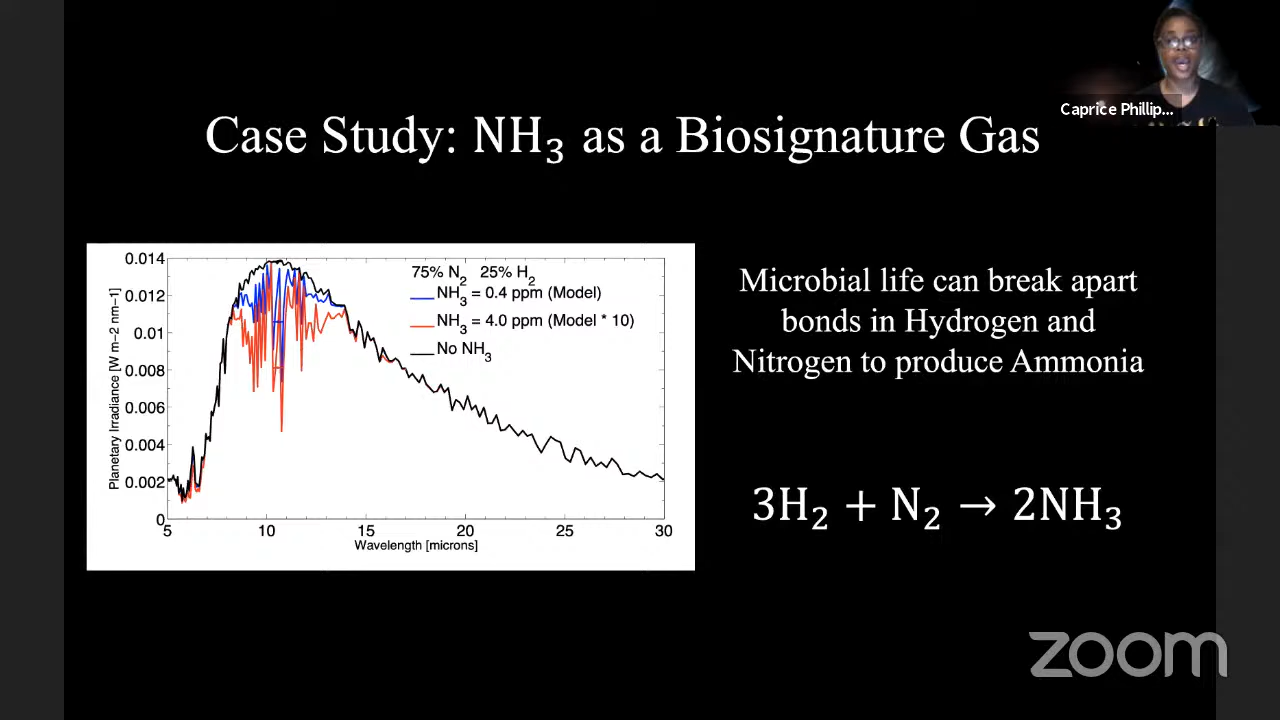 Caprice Phillip...
Case Study: NH₃ as a Biosignature Gas
Planetary Irradiance [W m−2 nm−1]
0.014
0.012
0.01
0.008
0.006
0.004
0.002
0
75% N₂ 25% H₂
NH₃ = 0.4 ppm (Model)
NH₃ = 4.0 ppm (Model * 10)
No NH₃
5 10 15 20 25 30
Wavelength [microns]
Microbial life can break apart
bonds in Hydrogen and
Nitrogen to produce Ammonia
3H₂ + N₂ → 2NH₃
zoom